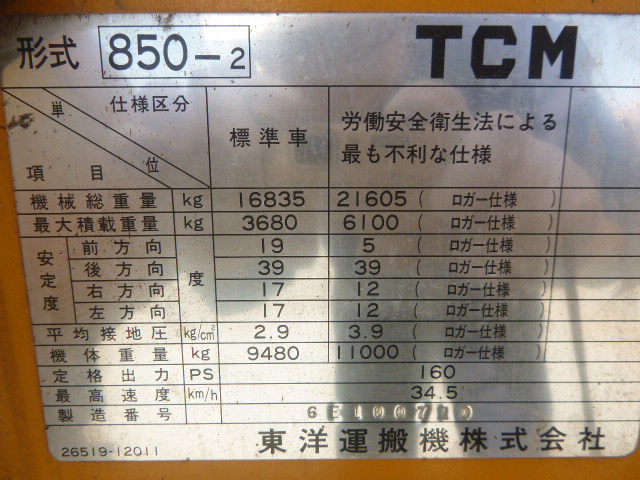 形式 850-2 TCM
単位 項目 仕様区分 標準車 労働安全衛生法による最も不利な仕様
機械総重量 kg 16835 21605 ( ロガー仕様 )
最大積載重量 kg 3680 6100 ( ロガー仕様 )
安定度 前方向 度 19 5 ( ロガー仕様 )
後方向 39 39 ( ロガー仕様 )
右方向 17 12 ( ロガー仕様 )
左方向 17 12 ( ロガー仕様 )
平均接地圧 kg/cm² 2.9 3.9 ( ロガー仕様 )
機体重量 kg 9480 11000 ( ロガー仕様 )
定格出力 PS 160
最高速度 km/h 34.5
製造番号
26519-12011 東洋運搬機株式会社